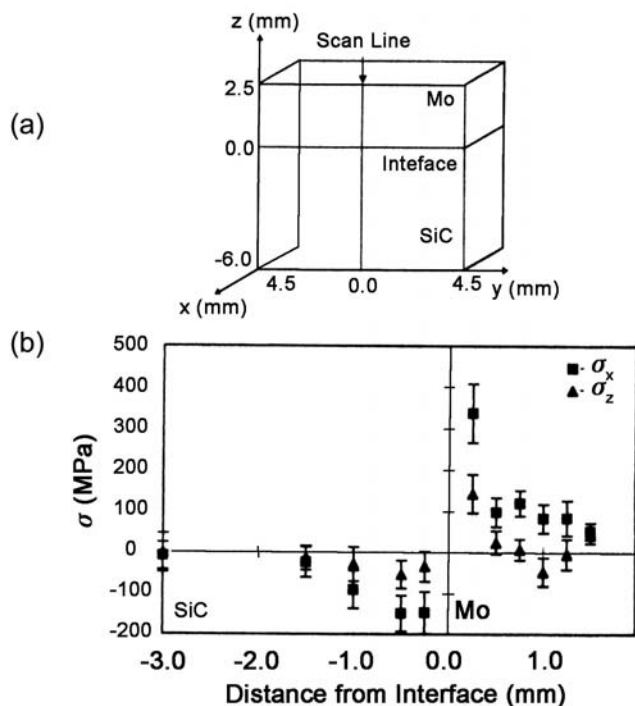 z (mm)
Scan Line
(a)
2.5
Mo
0.0
Inteface
SiC
-6.0
4.5
0.0
4.5
x (mm)
y (mm)
(b)
500
400
300
200
100
0
-100
-200
σ (MPa)
σx
σz
SiC
Mo
-3.0
-2.0
-1.0
0.0
1.0
Distance from Interface (mm)